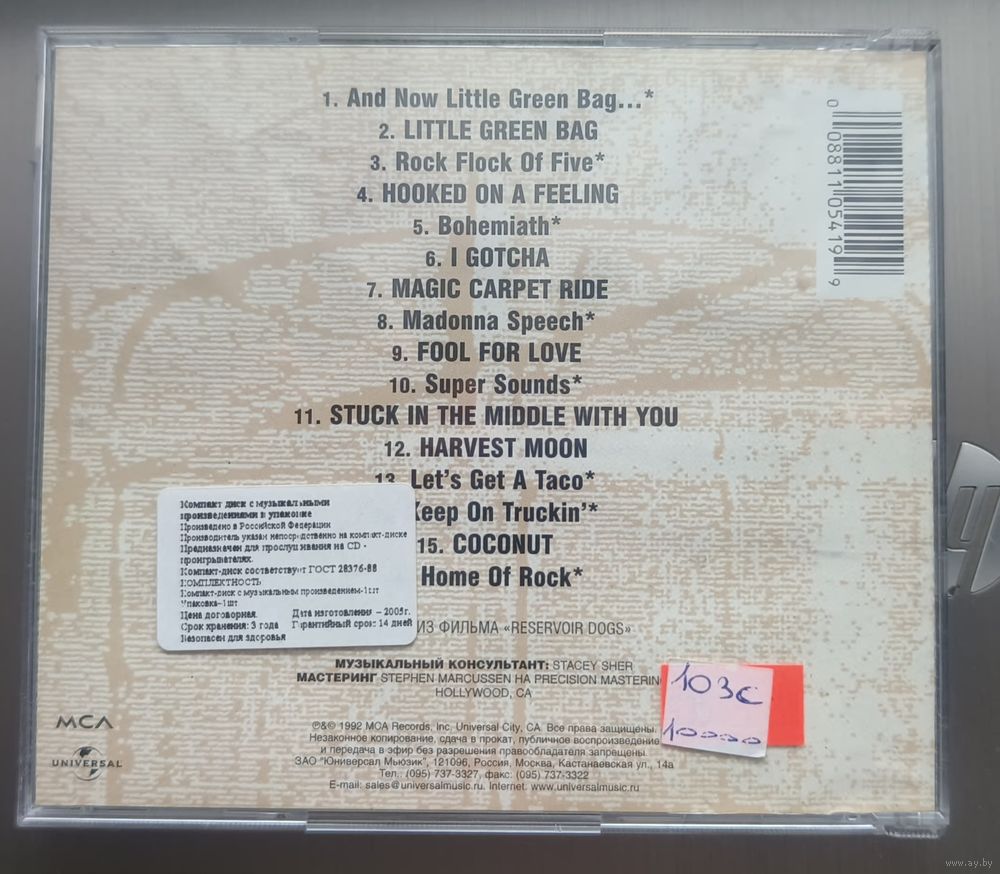 1. And Now Little Green Bag...*
2. LITTLE GREEN BAG
3. Rock Flock Of Five*
4. HOOKED ON A FEELING
5. Bohemiath*
6. I GOTCHA
7. MAGIC CARPET RIDE
8. Madonna Speech*
9. FOOL FOR LOVE
10. Super Sounds*
11. STUCK IN THE MIDDLE WITH YOU
12. HARVEST MOON
13. Let's Get A Taco*
Keep On Truckin'*
15. COCONUT
Home Of Rock*
ИЗ ФИЛЬМА «RESERVOIR DOGS»
МУЗЫКАЛЬНЫЙ КОНСУЛЬТАНТ: STACEY SHER
МАСТЕРИНГ STEPHEN MARCUSSEN НА PRECISION MASTERIN
HOLLYWOOD, CA
℗&© 1992 MCA Records, Inc, Universal City, CA. Все права защищены.
Незаконное копирование, сдача в прокат, публичное воспроизведение
и передача в эфир без разрешения правообладателя запрещены.
ЗАО "Юниверсал Мьюзик", 121096, Россия, Москва, Кастанаевская ул., 14а
Тел.: (095) 737-3327, факс: (095) 737-3322
E-mail: sales@universalmusic.ru. Internet: www.universalmusic.ru
Компакт диск с музыкальными
произведениями в упаковке
Произведено в Российской Федерации
Производитель указан непосредственно на компакт-диске
Предназначен для прослушивания на CD -
проигрывателях
Компакт-диск соответствует ГОСТ 28376-88
КОМПЛЕКТНОСТЬ
Компакт-диск с музыкальным произведением-1шт
Упаковка-1шт
Цена договорная. Дата изготовления – 2005г.
Срок хранения: 3 года Гарантийный срок: 14 дней
Безопасен для здоровья
MCA
UNIVERSAL
0 08811 05419 9
103c
10000
hp
www.ay.by